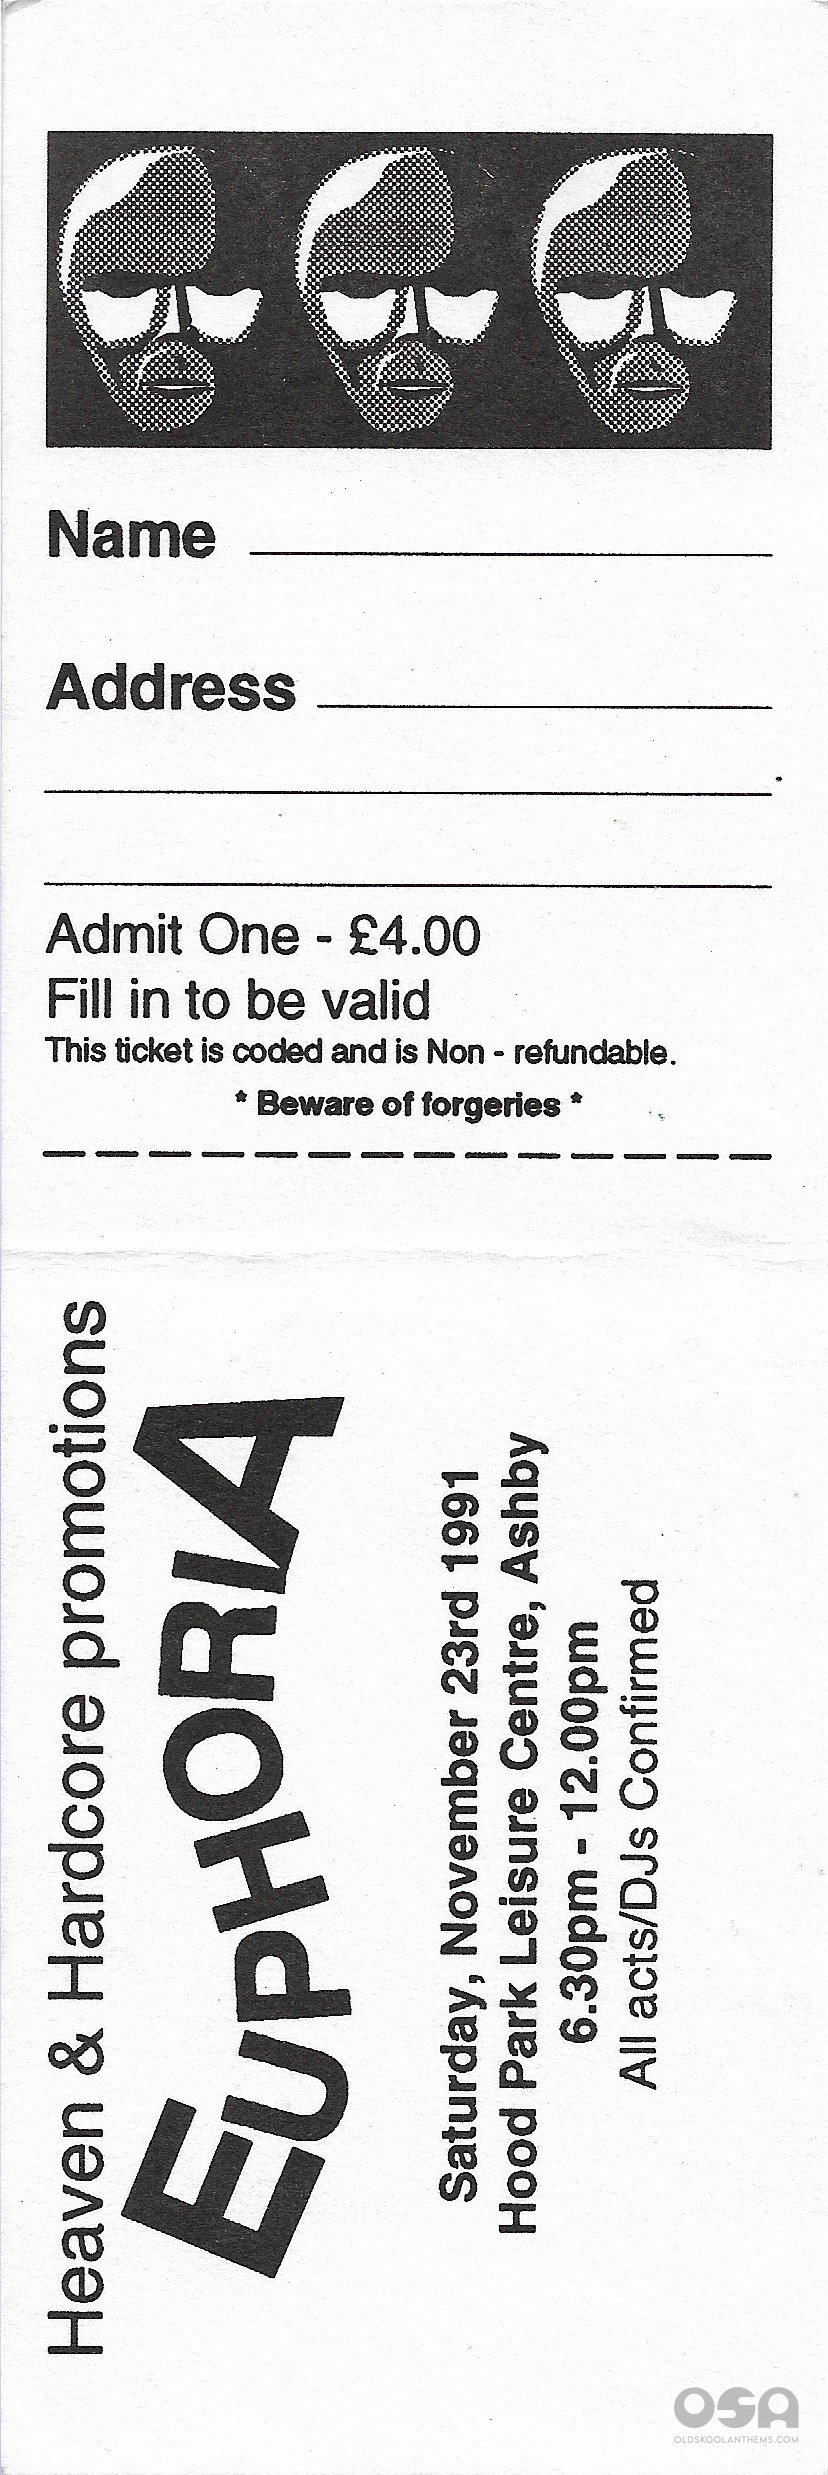 Name
Address
Admit One - £4.00
Fill in to be valid
This ticket is coded and is Non - refundable.
* Beware of forgeries *
Heaven & Hardcore promotions
EUPHORIA
Saturday, November 23rd 1991
Hood Park Leisure Centre, Ashby
6.30pm - 12.00pm
All acts/DJs Confirmed
OSA
OLDSKOOLANTHEMS.COM